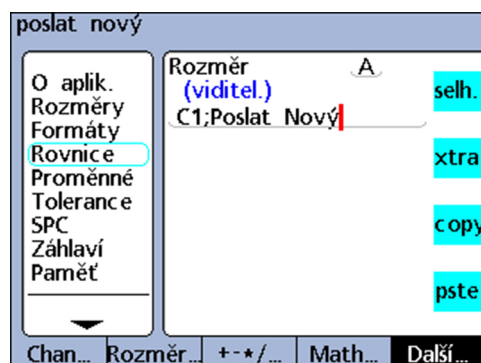 poslat nový
O aplik.
Rozměry
Formáty
Rovnice
Proměnné
Tolerance
SPC
Záhlaví
Paměť
Rozměr A
(viditel.)
C1;Poslat Nový
selh.
xtra
copy
pste
Chan... Rozměr... +-*/... Math... Další...